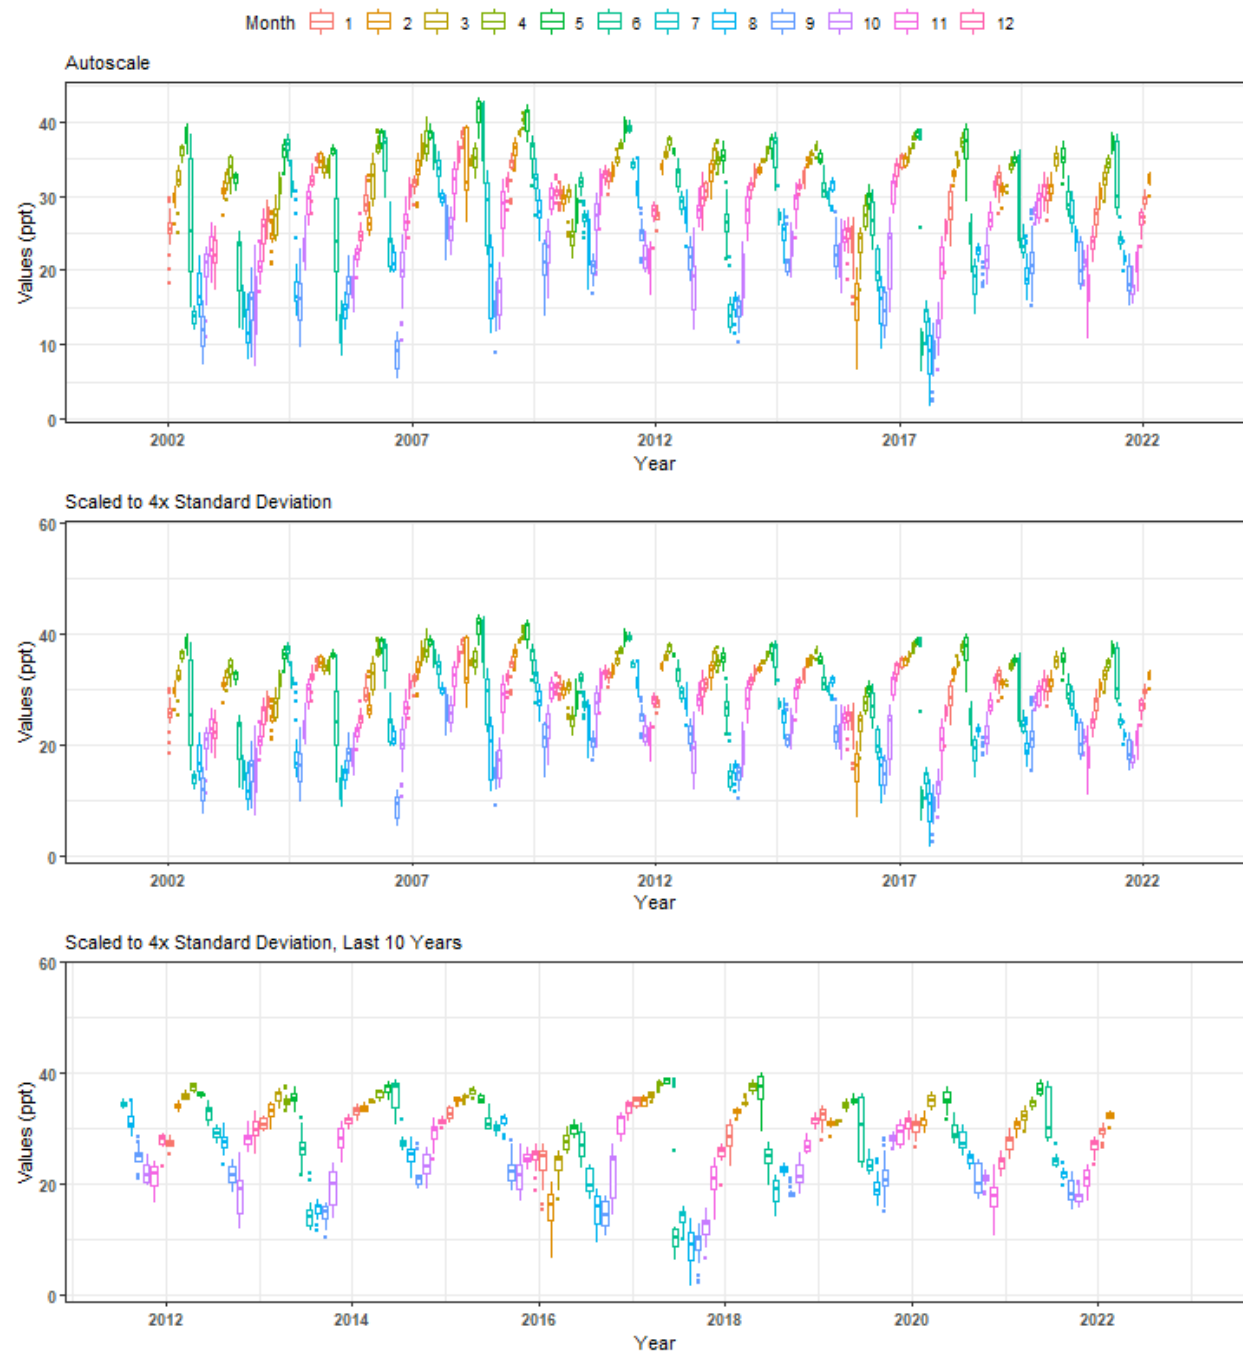 Month 1 2 3 4 5 6 7 8 9 10 11 12
Autoscale
Values (ppt)
40
30
20
10
0
2002 2007 2012 2017 2022
Year
Scaled to 4x Standard Deviation
Values (ppt)
60
40
20
0
2002 2007 2012 2017 2022
Year
Scaled to 4x Standard Deviation, Last 10 Years
Values (ppt)
60
40
20
0
2012 2014 2016 2018 2020 2022
Year